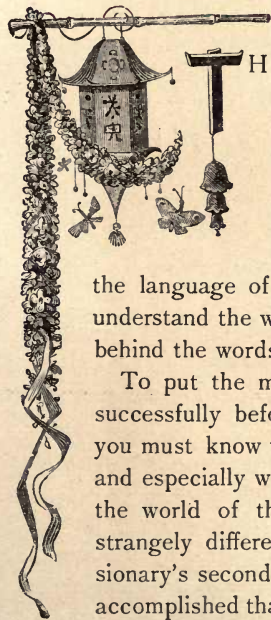 TH
the language of
understand the w
behind the words
To put the m
successfully befo
you must know
and especially w
the world of th
strangely differe
sionary's second
accomplished tha